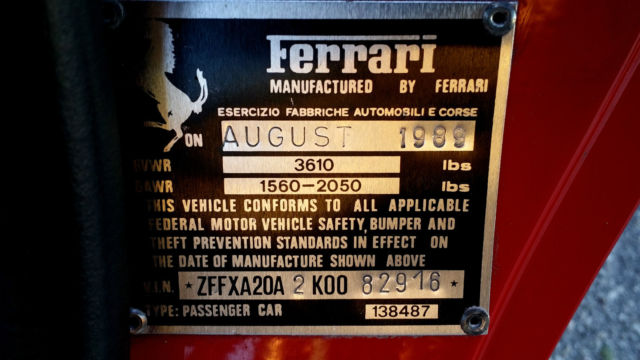 Ferrari
MANUFACTURED BY FERRARI
ESERCIZIO FABBRICHE AUTOMOBILI E CORSE
ON AUGUST 1989
GVWR 3610 lbs
GAWR 1560-2050 lbs
THIS VEHICLE CONFORMS TO ALL APPLICABLE
FEDERAL MOTOR VEHICLE SAFETY, BUMPER AND
THEFT PREVENTION STANDARDS IN EFFECT ON
THE DATE OF MANUFACTURE SHOWN ABOVE
V.I.N. * ZFFXA20A 2 K00 82916 *
TYPE: PASSENGER CAR 138487